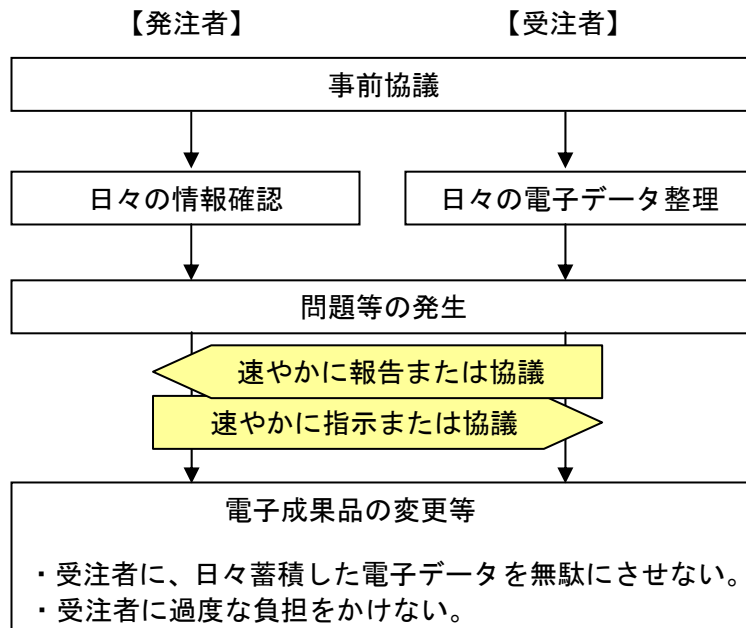 【発注者】
【受注者】
事前協議
日々の情報確認
日々の電子データ整理
問題等の発生
速やかに報告または協議
速やかに指示または協議
電子成果品の変更等
・受注者に、日々蓄積した電子データを無駄にさせない。
・受注者に過度な負担をかけない。